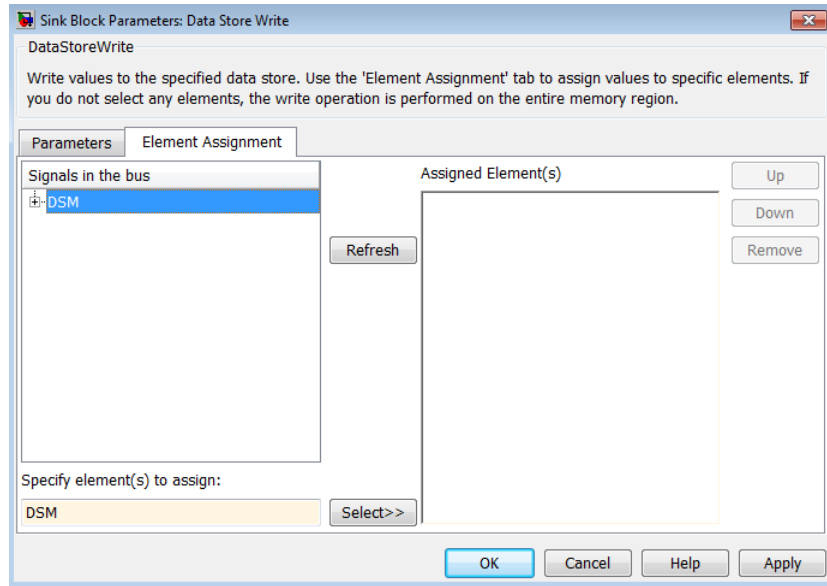 Sink Block Parameters: Data Store Write
DataStoreWrite
Write values to the specified data store. Use the 'Element Assignment' tab to assign values to specific elements. If
you do not select any elements, the write operation is performed on the entire memory region.
Parameters
Element Assignment
Signals in the bus
DSM
Refresh
Assigned Element(s)
Up
Down
Remove
Specify element(s) to assign:
DSM
Select>>
OK
Cancel
Help
Apply